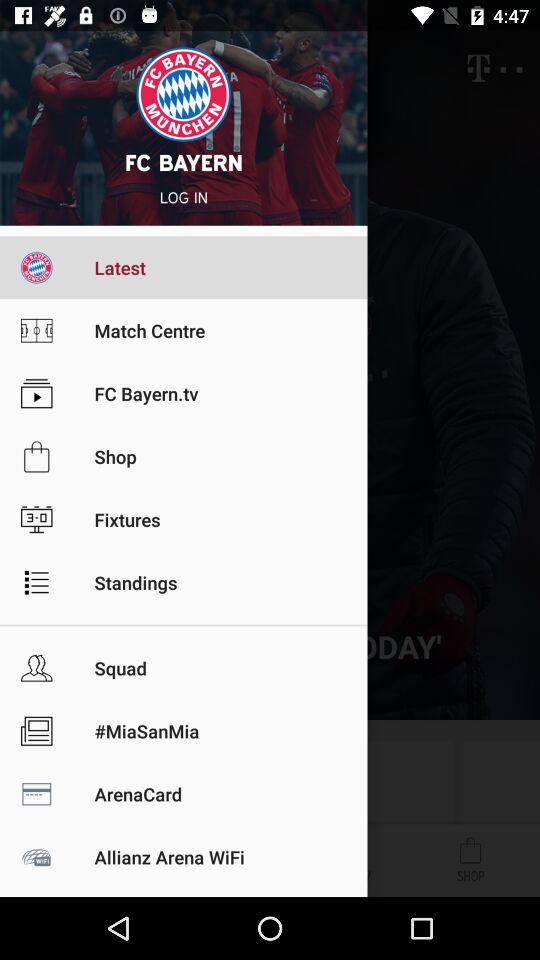 FAKE
4:47
FC BAYERN
MÜNCHEN
FC BAYERN
LOG IN
Latest
Match Centre
FC Bayern.tv
Shop
3-0
Fixtures
Standings
ODAY'
Squad
#MiaSanMia
ArenaCard
WiFi
Allianz Arena WiFi
SHOP